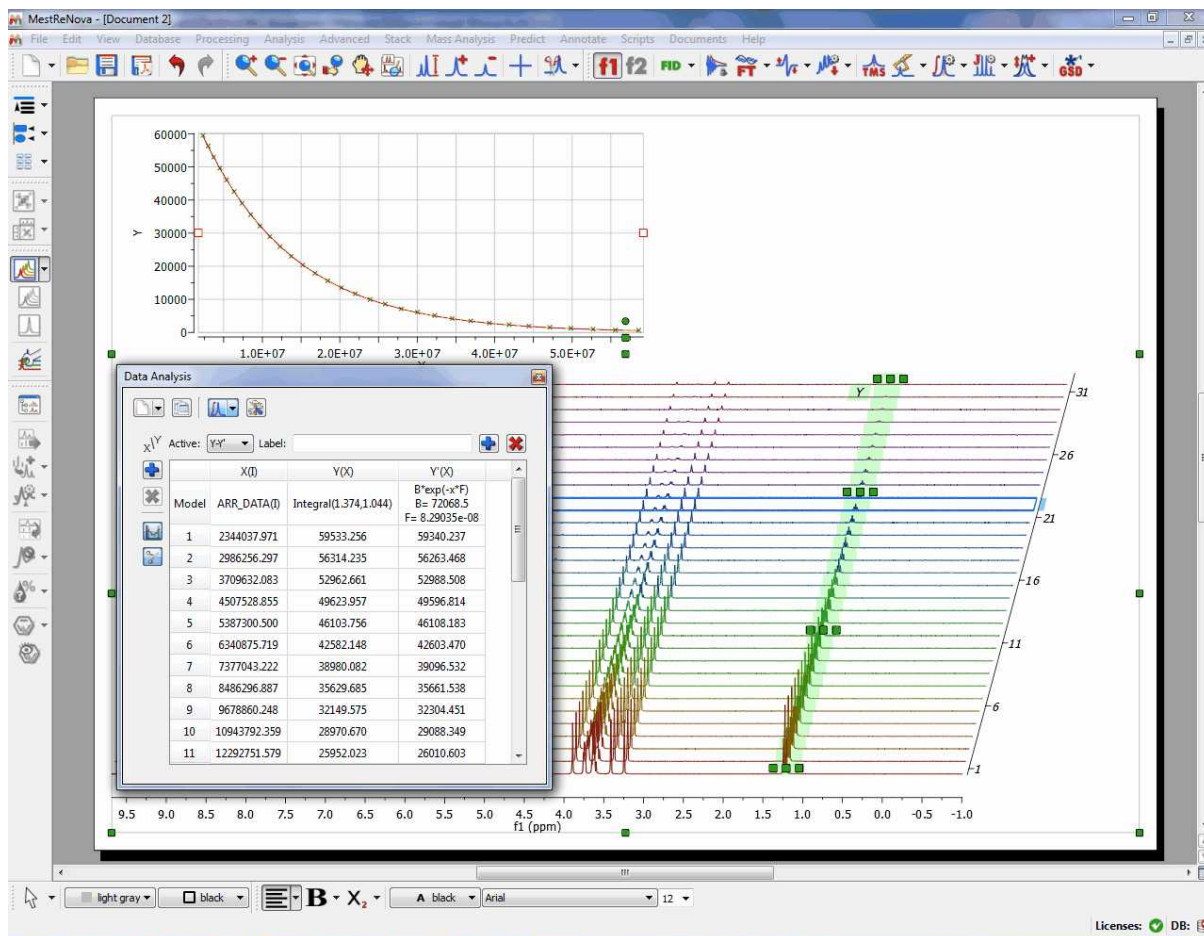 MestReNova - [Document 2]
File Edit View Database Processing Analysis Advanced Stack Mass Analysis Predict Annotate Scripts Documents Help
f1 f2 FID FT TMS GSD
60000
50000
40000
30000
20000
10000
0
Y
1.0E+07 2.0E+07 3.0E+07 4.0E+07 5.0E+07
Data Analysis
X Y Active: Y-Y' Label:
X(I) Y(X) Y'(X)
Model ARR_DATA(I) Integral(1.374,1.044) B*exp(-x*F)
B= 72068.5
F= 8.29035e-08
1 2344037.971 59533.256 59340.237
2 2986256.297 56314.235 56263.468
3 3709632.083 52962.661 52988.508
4 4507528.855 49623.957 49596.814
5 5387300.500 46103.756 46108.183
6 6340875.719 42582.148 42603.470
7 7377043.222 38980.082 39096.532
8 8486296.887 35629.685 35661.538
9 9678860.248 32149.575 32304.451
10 10943792.359 28970.670 29088.349
11 12292751.579 25952.023 26010.603
Y
31
26
21
16
11
6
1
9.5 9.0 8.5 8.0 7.5 7.0 6.5 6.0 5.5 5.0 4.5 4.0 3.5 3.0 2.5 2.0 1.5 1.0 0.5 0.0 -0.5 -1.0
f1 (ppm)
light gray black B X2 A black Arial 12
Licenses: DB: